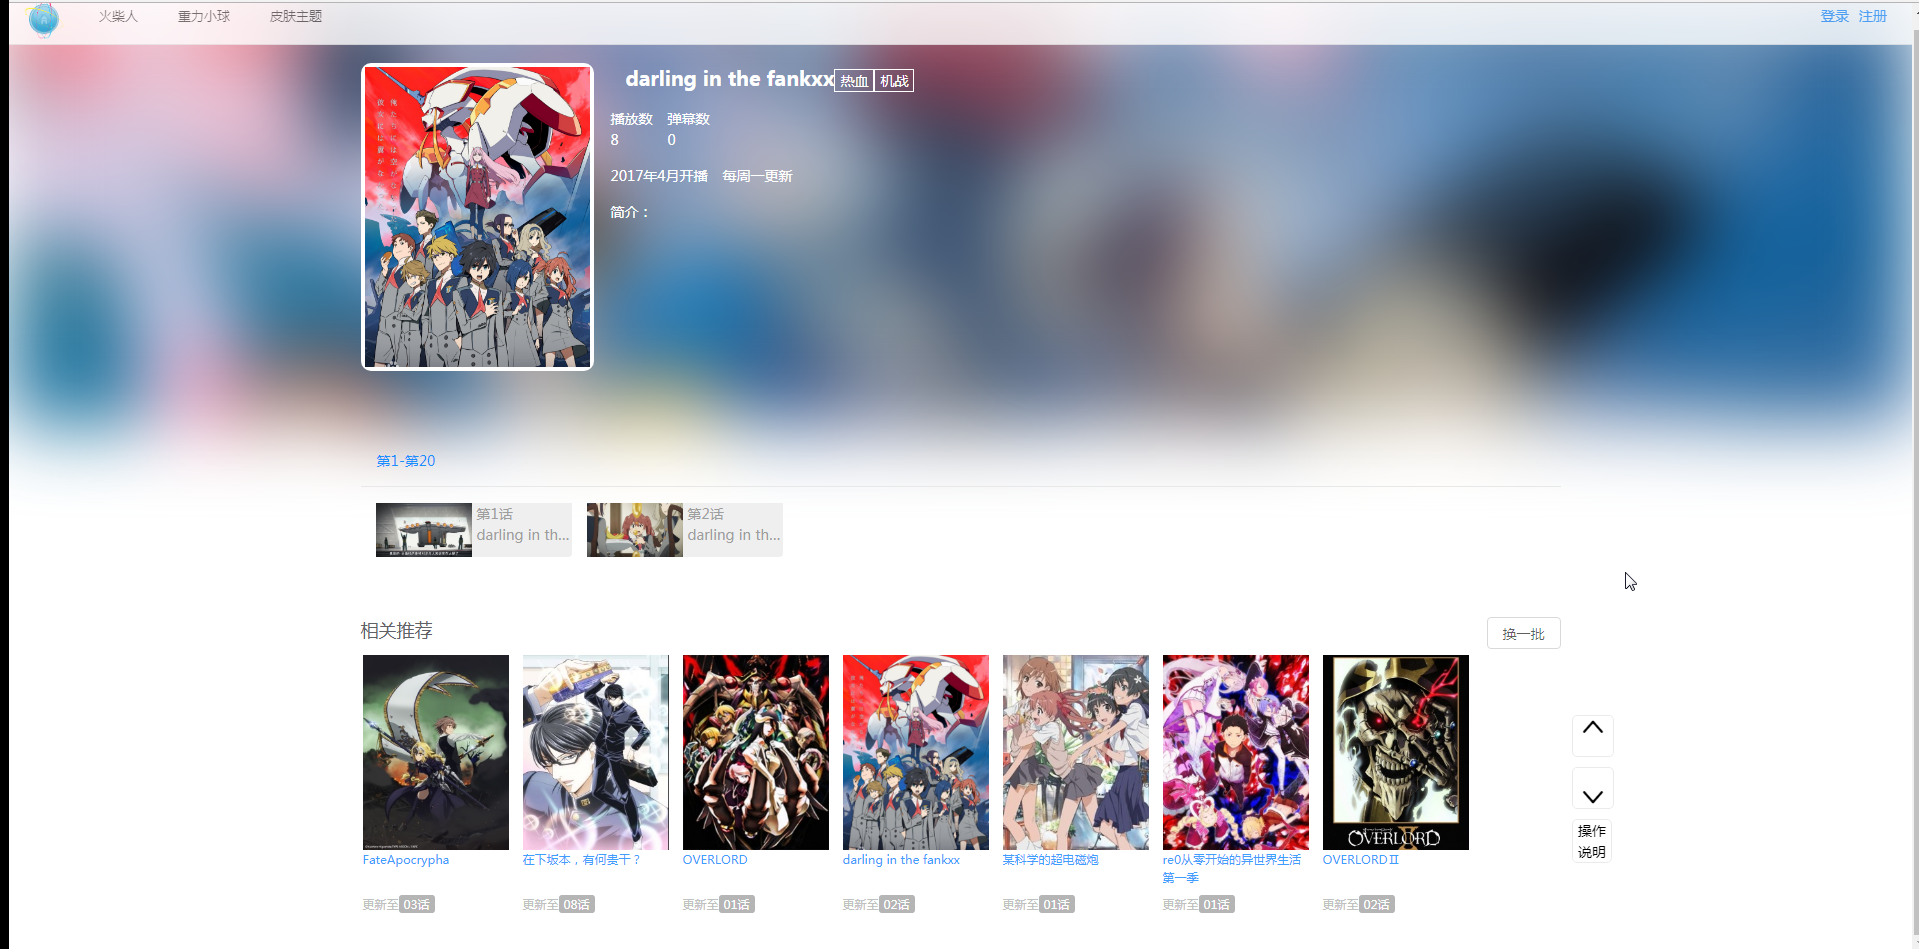 火柴人 重力小球 皮肤主题 登录 注册
darling in the fankxx 热血 机战
播放数 弹幕数
8 0
2017年4月开播 每周一更新
简介：
第1-第20
第1话
darling in th...
第2话
darling in th...
相关推荐 换一批
FateApocrypha
在下坂本，有何贵干？
OVERLORD
darling in the fankxx
某科学的超电磁炮
re0从零开始的异世界生活
第一季
OVERLORD
OVERLORDⅡ
更新至03话
更新至08话
更新至01话
更新至02话
更新至01话
更新至01话
更新至02话
操作
说明